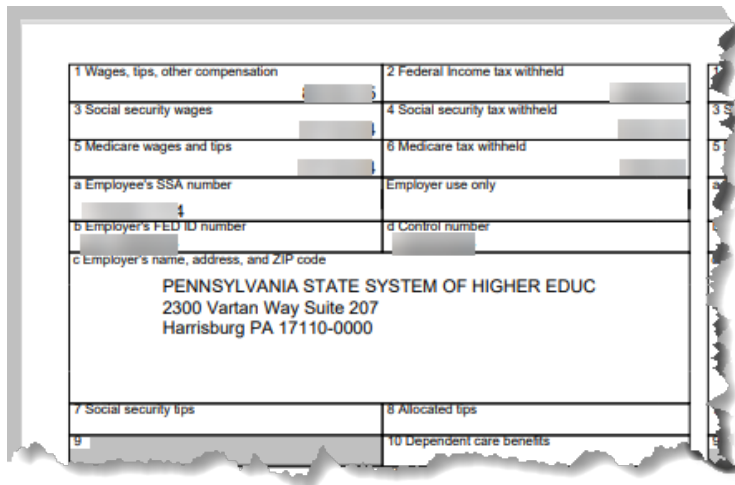 1 Wages, tips, other compensation
2 Federal Income tax withheld
3 Social security wages
4 Social security tax withheld
5 Medicare wages and tips
6 Medicare tax withheld
a Employee's SSA number
Employer use only
4
b Employer's FED ID number
d Control number
c Employer's name, address, and ZIP code
PENNSYLVANIA STATE SYSTEM OF HIGHER EDUC
2300 Vartan Way Suite 207
Harrisburg PA 17110-0000
7 Social security tips
8 Allocated tips
9
10 Dependent care benefits